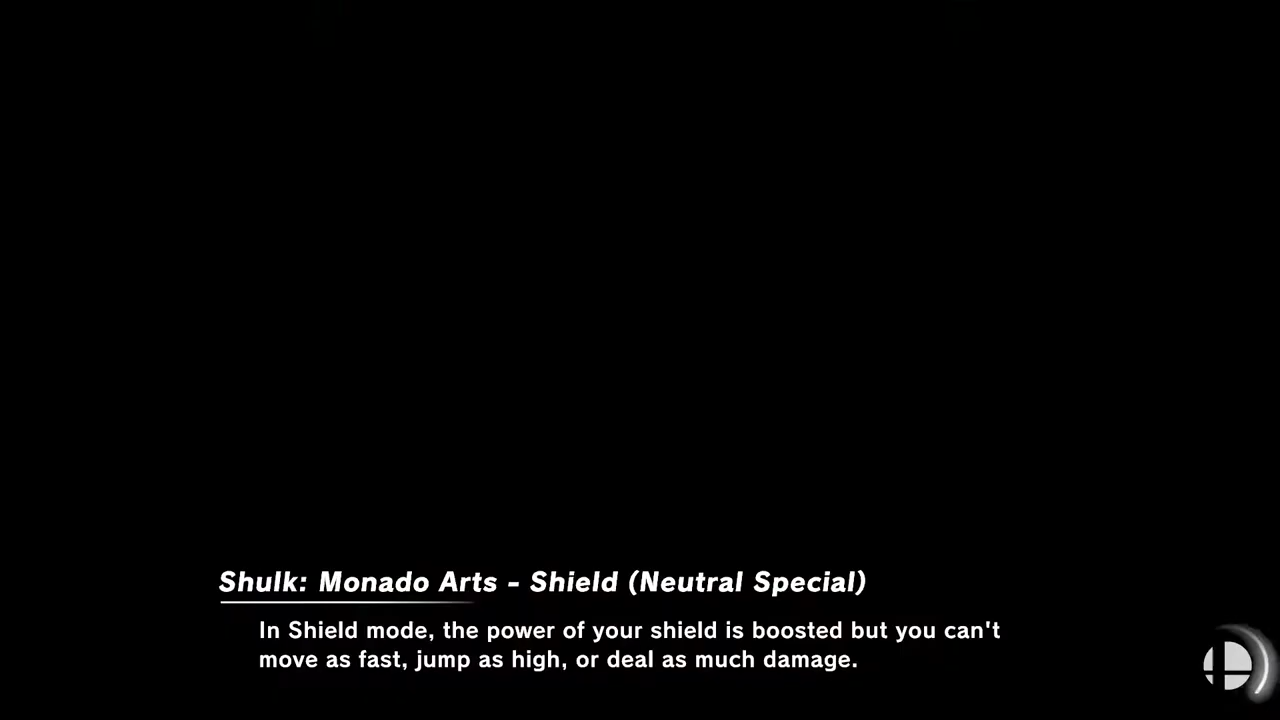 Shulk: Monado Arts - Shield (Neutral Special)
In Shield mode, the power of your shield is boosted but you can't
move as fast, jump as high, or deal as much damage.